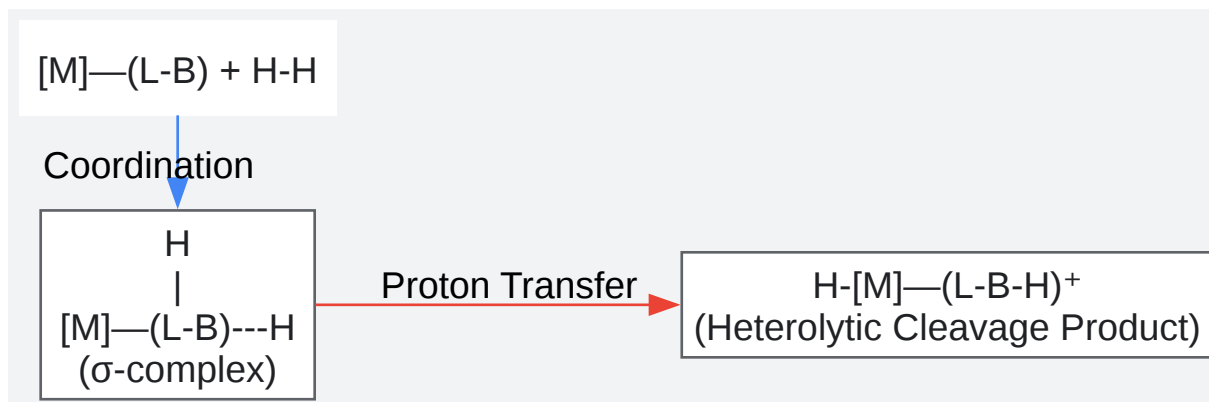 [M]—(L-B) + H-H
Coordination
H
|
[M]—(L-B)---H
(σ-complex)
Proton Transfer
H-[M]—(L-B-H)⁺
(Heterolytic Cleavage Product)